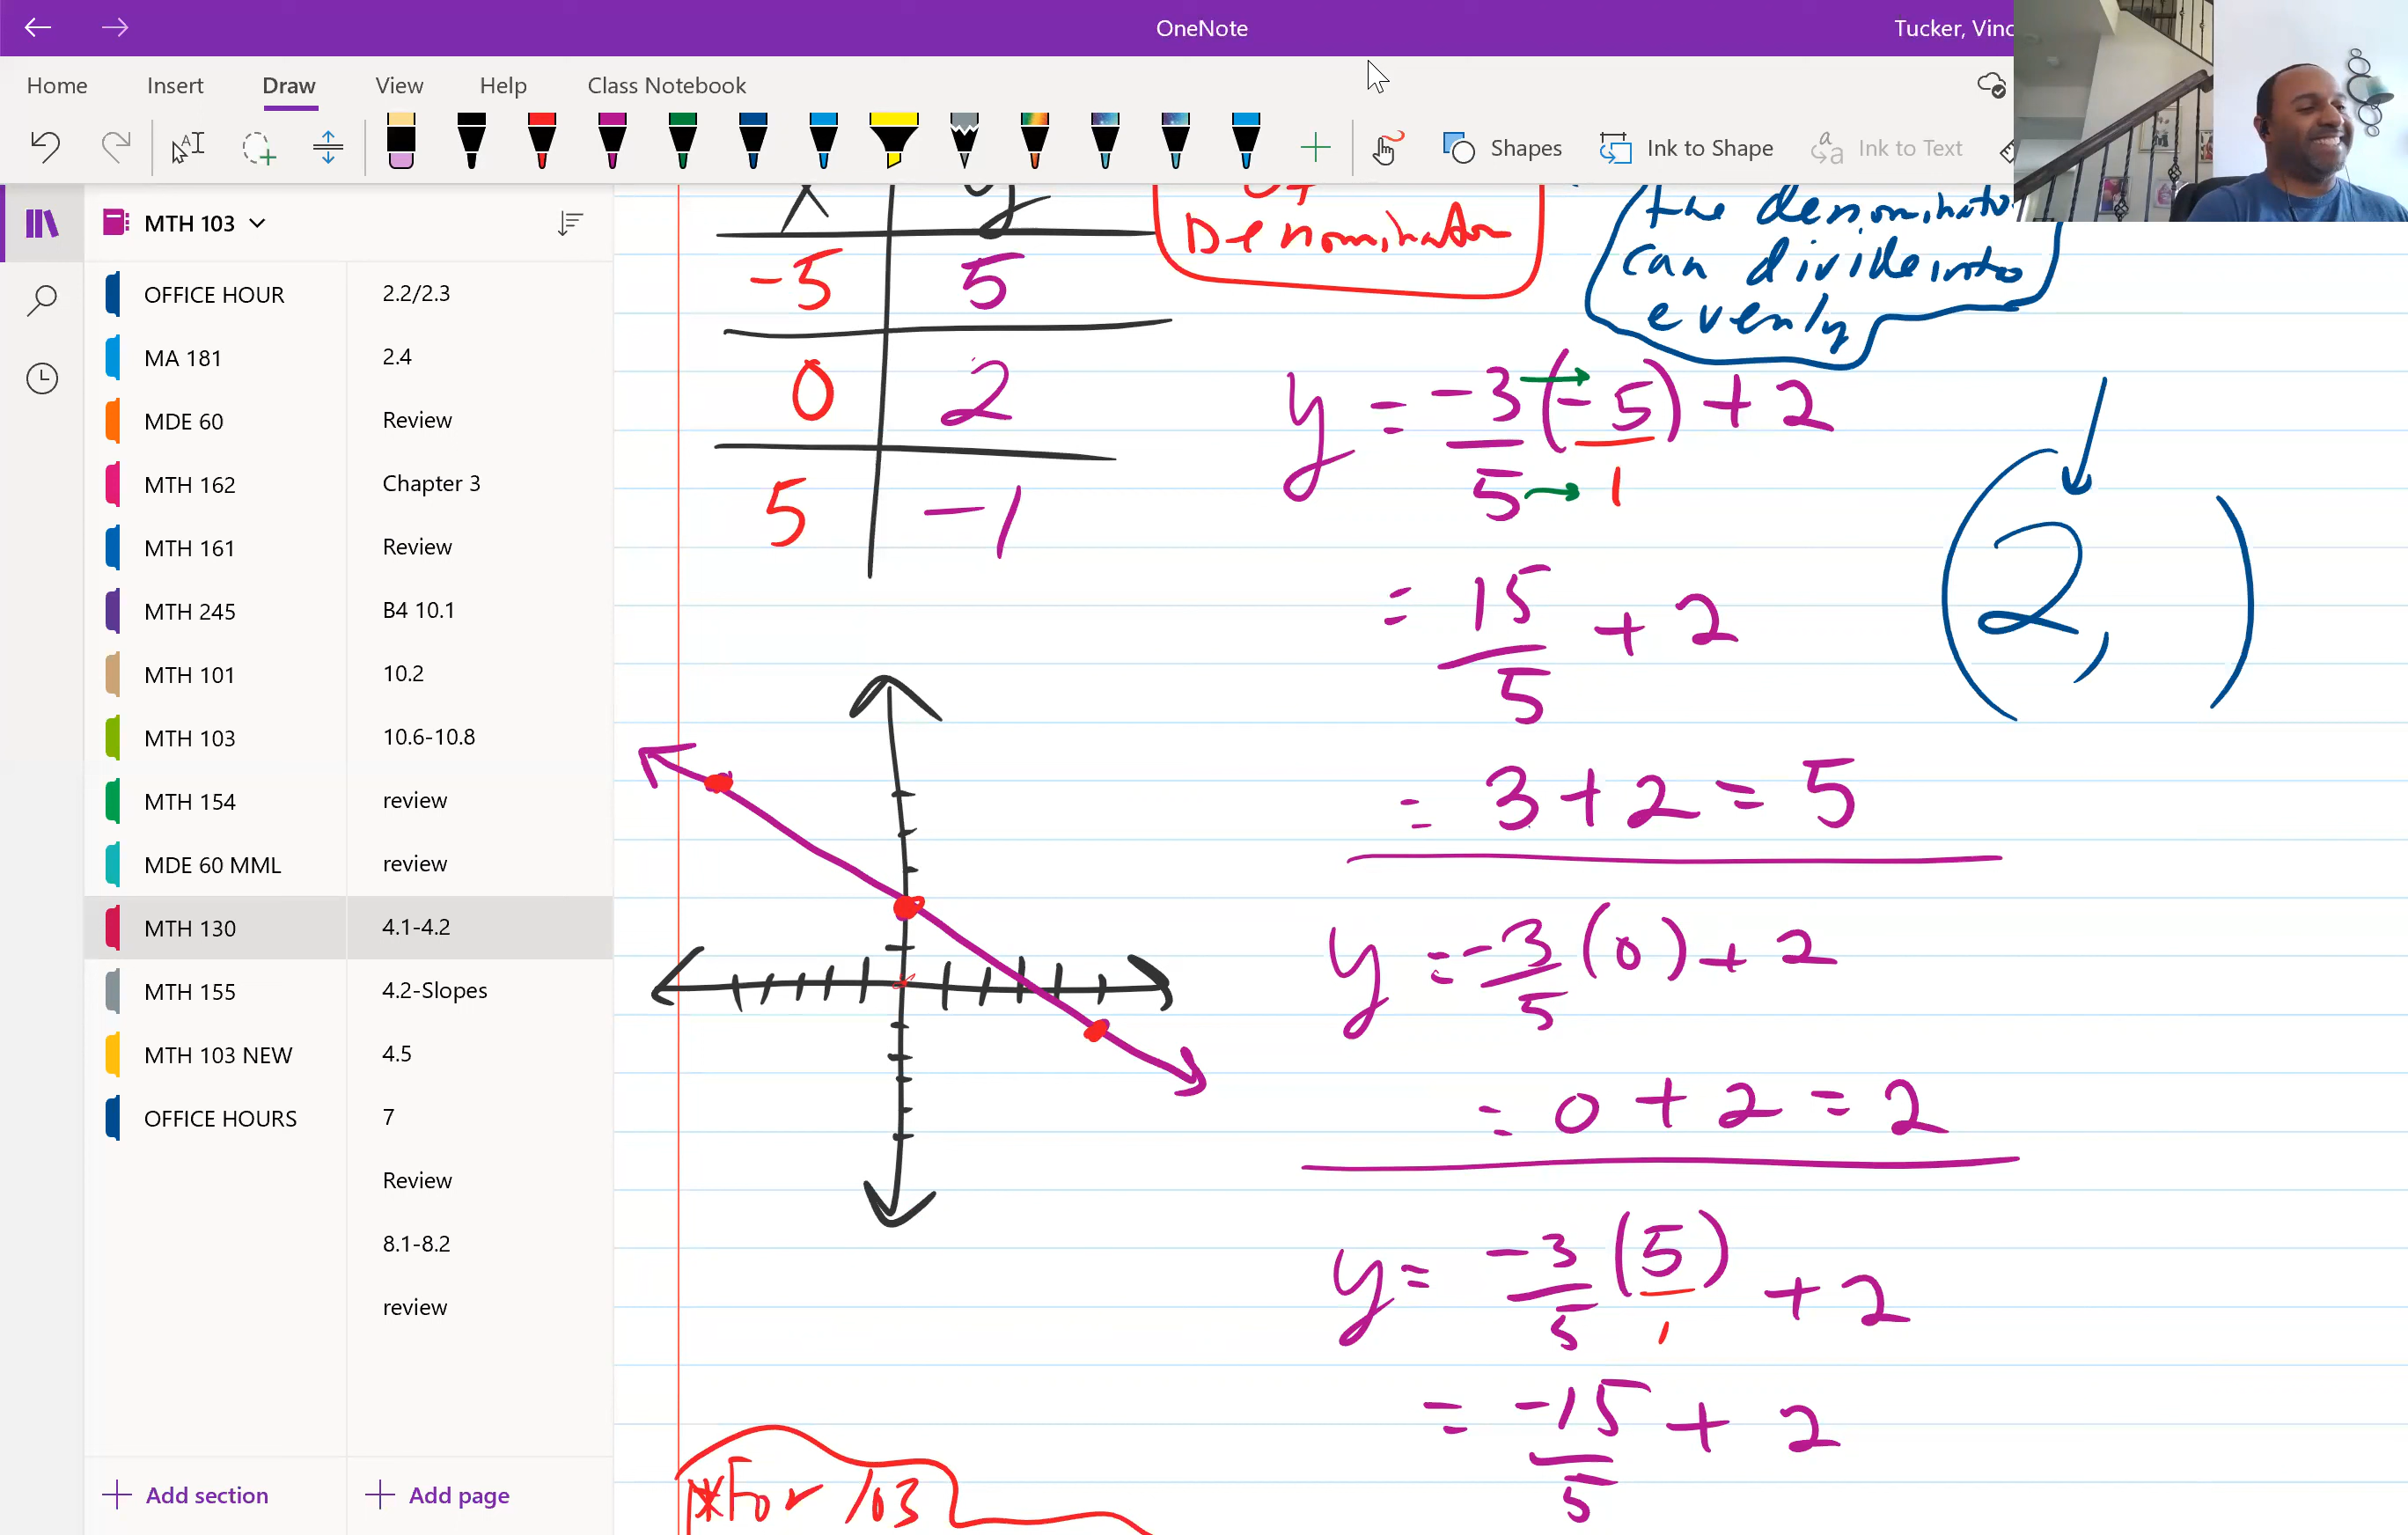 OneNote
Tucker, Vinc
Home Insert Draw View Help Class Notebook
Shapes Ink to Shape Ink to Text
MTH 103
OFFICE HOUR
MA 181
MDE 60
MTH 162
MTH 161
MTH 245
MTH 101
MTH 103
MTH 154
MDE 60 MML
MTH 130
MTH 155
MTH 103 NEW
OFFICE HOURS
Add section
2.2/2.3
2.4
Review
Chapter 3
Review
B4 10.1
10.2
10.6-10.8
review
review
4.1-4.2
4.2-Slopes
4.5
7
Review
8.1-8.2
review
Add page
x y
-5 5
0 2
5 -1
of
Denominator
the denominato
can divide into
evenly
y = -3/5 (-5/1) + 2
= 15/5 + 2
= 3 + 2 = 5
y = -3/5 (0) + 2
= 0 + 2 = 2
y = -3/5 (5/1) + 2
= -15/5 + 2
(2, )
*For 103